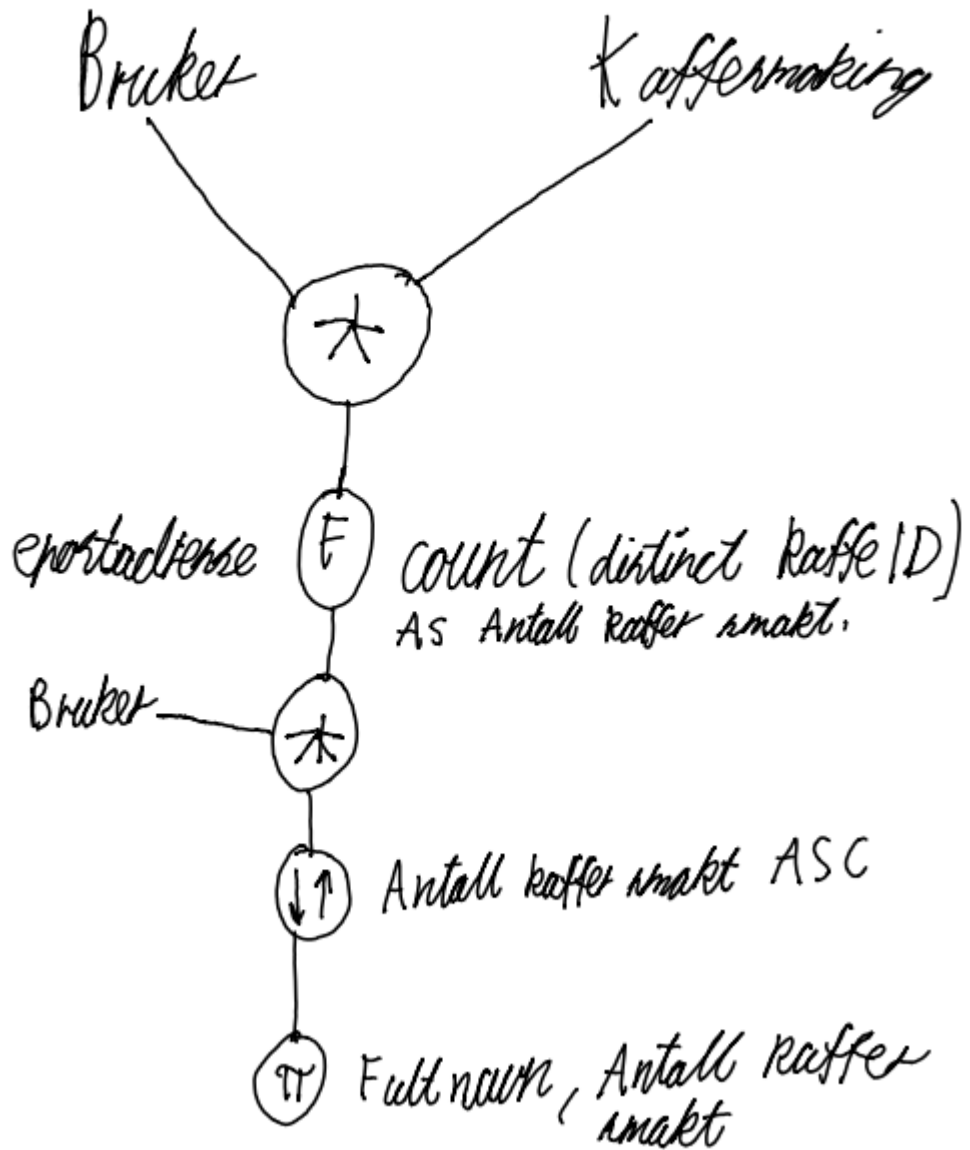 Bruker Kaffesmaking
*
epostadresse F count (distinct KaffeID)
AS Antall kaffer smakt.
Bruker *
↓↑ Antall kaffer smakt ASC
π Fullnavn, Antall kaffer
smakt